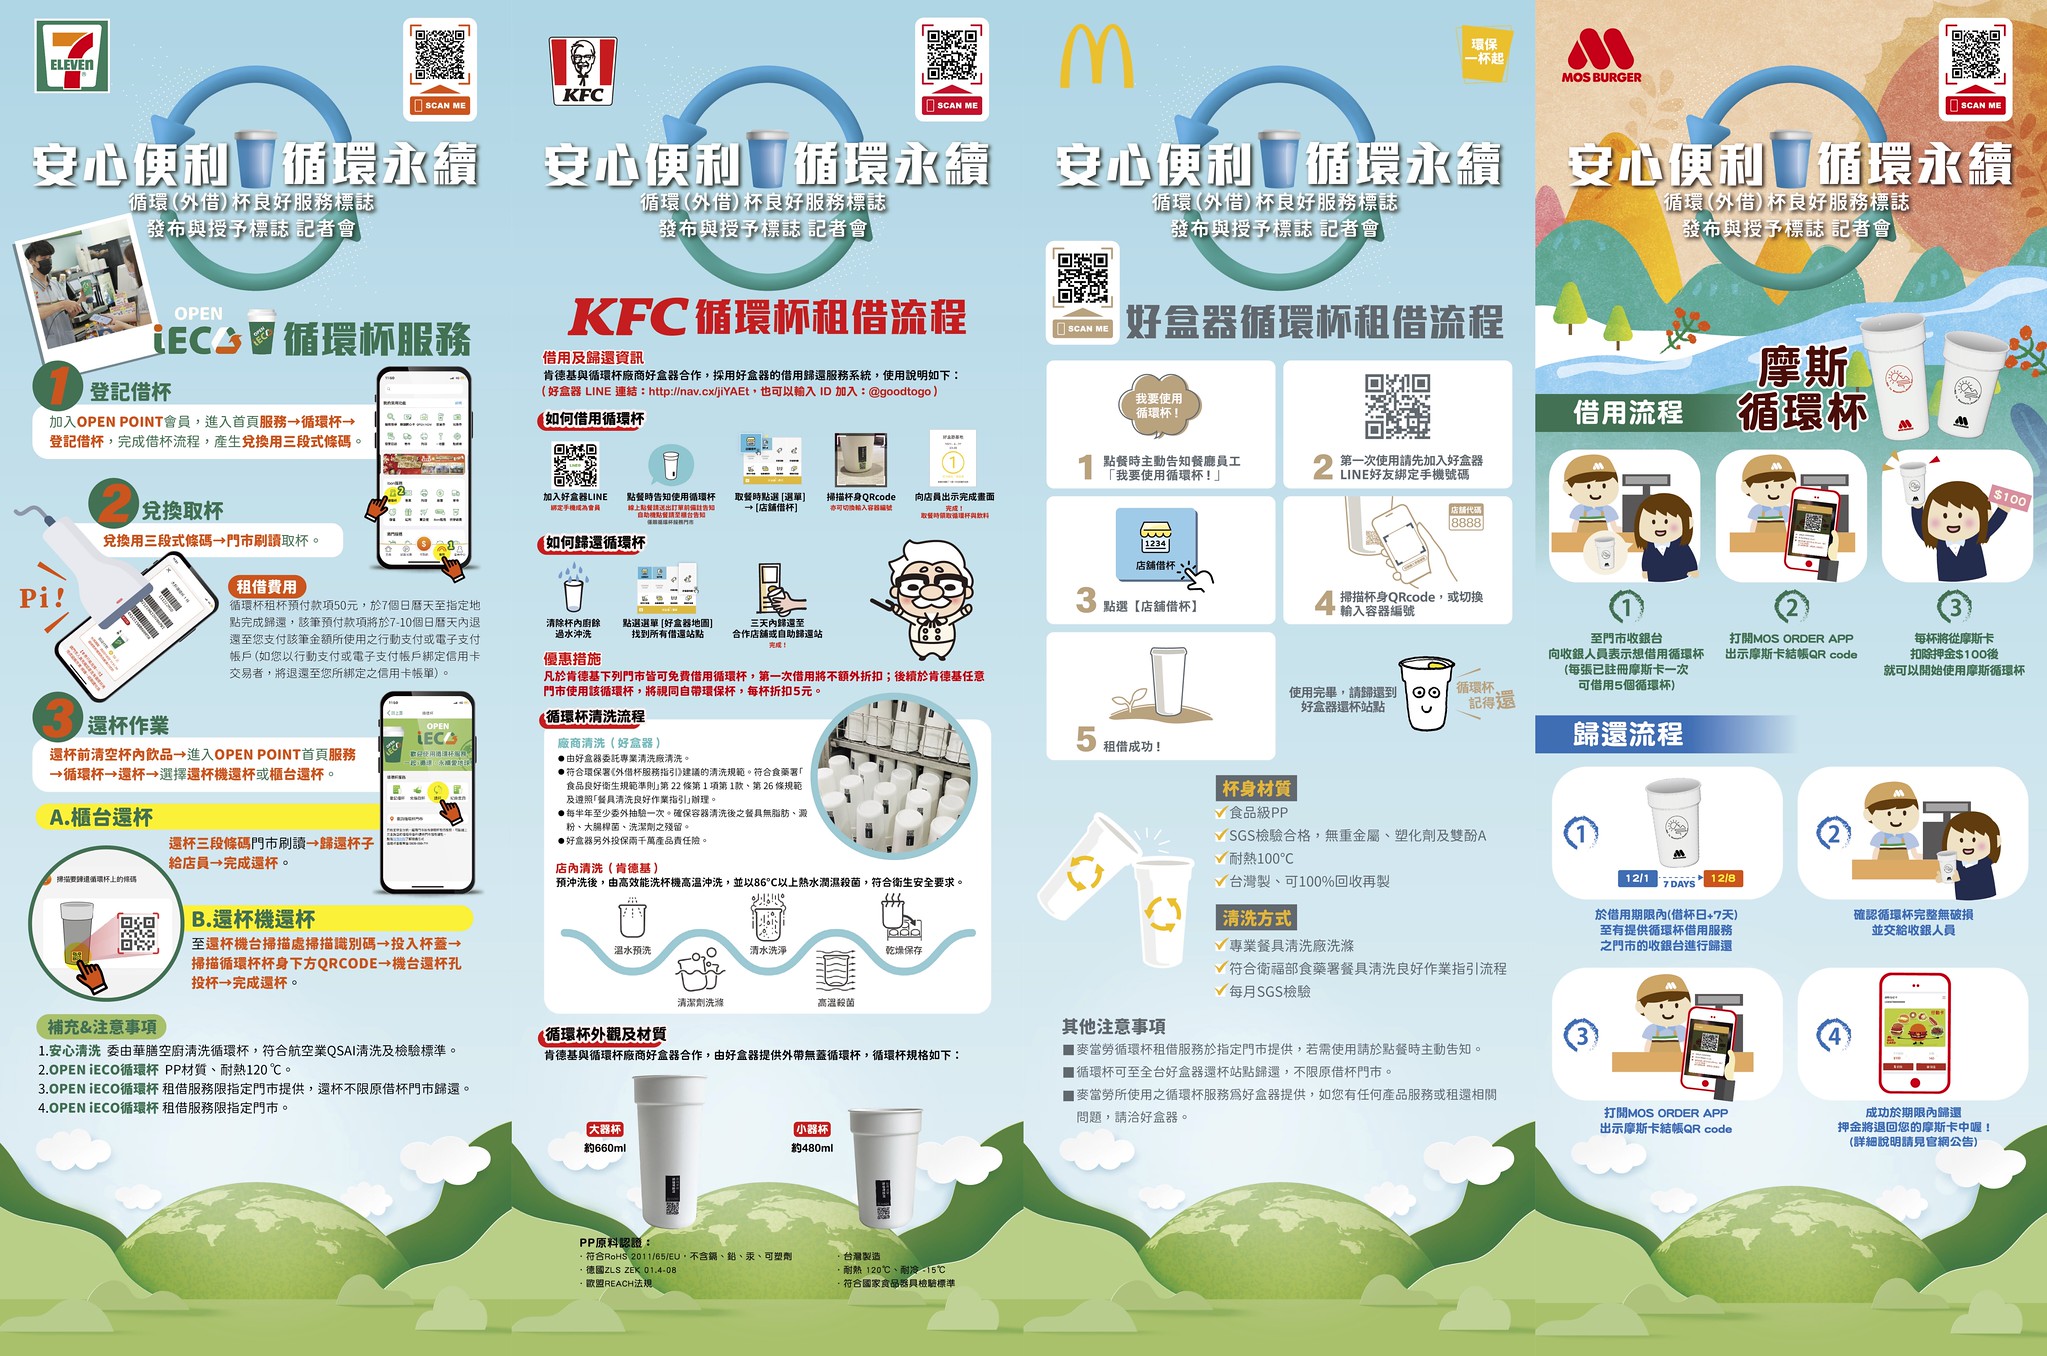 7
ELEVEN
SCAN ME
安心便利 循環永續
循環(外借)杯良好服務標誌
發布與授予標誌 記者會
OPEN
iECO 循環杯服務
1 登記借杯
加入OPEN POINT會員，進入首頁服務→循環杯→
登記借杯，完成借杯流程，產生兌換用三段式條碼。
2 兌換取杯
兌換用三段式條碼→門市刷讀取杯。
Pi!
租借費用
循環杯租杯預付款項50元，於7個日曆天至指定地
點完成歸還，該筆預付款項將於7-10個日曆天內退
還至您支付該筆金額所使用之行動支付或電子支付
帳戶(如您以行動支付或電子支付帳戶綁定信用卡
交易者，將退還至您所綁定之信用卡帳單)。
3 還杯作業
還杯前清空杯內飲品→進入OPEN POINT首頁服務
→循環杯→還杯→選擇還杯機還杯或櫃台還杯。
A.櫃台還杯
還杯三段條碼門市刷讀→歸還杯子
給店員→完成還杯。
掃描要歸還循環杯上的條碼
B.還杯機還杯
至還杯機台掃描處掃描識別碼→投入杯蓋→
掃描循環杯杯身下方QRCODE→機台還杯孔
投杯→完成還杯。
補充&注意事項
1.安心清洗 委由華膳空廚清洗循環杯，符合航空業QSAI清洗及檢驗標準。
2.OPEN iECO循環杯 PP材質、耐熱120℃。
3.OPEN iECO循環杯 租借服務限指定門市提供，還杯不限原借杯門市歸還。
4.OPEN iECO循環杯 租借服務限指定門市。
KFC
SCAN ME
安心便利 循環永續
循環(外借)杯良好服務標誌
發布與授予標誌 記者會
KFC 循環杯租借流程
借用及歸還資訊
肯德基與循環杯廠商好盒器合作，採用好盒器的借用歸還服務系統，使用說明如下：
(好盒器 LINE 連結：http://nav.cx/jiYAEt，也可以輸入 ID 加入：@goodtogo)
如何借用循環杯
加入好盒器LINE
綁定手機成為會員
點餐時告知使用循環杯
線上點餐請送出訂單前備註告知
自助機點餐請至櫃台告知
取餐時點選 [選單]
→ [店舖借杯]
掃描杯身QRcode
亦可切換輸入容器編號
向店員出示完成畫面
完成！
取餐時領取循環杯與飲料
如何歸還循環杯
清除杯內廚餘
過水沖洗
點選選單 [好盒器地圖]
找到所有借還站點
三天內歸還至
合作店舖或自助歸還站
完成！
優惠措施
凡於肯德基下列門市皆可免費借用循環杯，第一次借用將不額外折扣；後續於肯德基任意
門市使用該循環杯，將視同自帶環保杯，每杯折扣5元。
循環杯清洗流程
廠商清洗（好盒器）
●由好盒器委託專業清洗廠清洗。
●符合環保署《外借杯服務指引》建議的清洗規範。符合食藥署「
食品良好衛生規範準則」第 22 條第 1 項第 1款、第 26 條規範
及遵照「餐具清洗良好作業指引」辦理。
●每半年至少委外抽驗一次。確保容器清洗後之餐具無脂肪、澱
粉、大腸桿菌、洗潔劑之殘留。
●好盒器另外投保兩千萬產品責任險。
店內清洗（肯德基）
預沖洗後，由高效能洗杯機高溫沖洗，並以86°C以上熱水潤濕殺菌，符合衛生安全要求。
溫水預洗
清潔劑洗滌
清水洗淨
高溫殺菌
乾燥保存
循環杯外觀及材質
肯德基與循環杯廠商好盒器合作，由好盒器提供外帶無蓋循環杯，循環杯規格如下：
大器杯
約660ml
小器杯
約480ml
PP原料認證：
·符合RoHS 2011/65/EU，不含鎘、鉛、汞、可塑劑
·德國ZLS ZEK 01.4-08
·歐盟REACH法規
·台灣製造
·耐熱 120℃、耐冷 -15℃
·符合國家食品器具檢驗標準
環保
一杯起
安心便利 循環永續
循環(外借)杯良好服務標誌
發布與授予標誌 記者會
SCAN ME
好盒器循環杯租借流程
我要使用
循環杯！
1 點餐時主動告知餐廳員工
「我要使用循環杯！」
2 第一次使用請先加入好盒器
LINE好友綁定手機號碼
1234
店舖借杯
3 點選【店舖借杯】
店舖代碼
8888
4 掃描杯身QRcode，或切換
輸入容器編號
5 租借成功！
使用完畢，請歸還到
好盒器還杯站點
循環杯
記得還
杯身材質
食品級PP
SGS檢驗合格，無重金屬、塑化劑及雙酚A
耐熱100°C
台灣製、可100%回收再製
清洗方式
專業餐具清洗廠洗滌
符合衛福部食藥署餐具清洗良好作業指引流程
每月SGS檢驗
其他注意事項
■麥當勞循環杯租借服務於指定門市提供，若需使用請於點餐時主動告知。
■循環杯可至全台好盒器還杯站點歸還，不限原借杯門市。
■麥當勞所使用之循環杯服務為好盒器提供，如您有任何產品服務或租還相關
問題，請洽好盒器。
MOS BURGER
SCAN ME
安心便利 循環永續
循環(外借)杯良好服務標誌
發布與授予標誌 記者會
摩斯
循環杯
借用流程
$100
1
至門市收銀台
向收銀人員表示想借用循環杯
(每張已註冊摩斯卡一次
可借用5個循環杯)
2
打開MOS ORDER APP
出示摩斯卡結帳QR code
3
每杯將從摩斯卡
扣除押金$100後
就可以開始使用摩斯循環杯
歸還流程
1
12/1 7 DAYS 12/8
於借用期限內(借杯日+7天)
至有提供循環杯借用服務
之門市的收銀台進行歸還
2
確認循環杯完整無破損
並交給收銀人員
3
打開MOS ORDER APP
出示摩斯卡結帳QR code
4
成功於期限內歸還
押金將退回您的摩斯卡中喔！
(詳細說明請見官網公告)